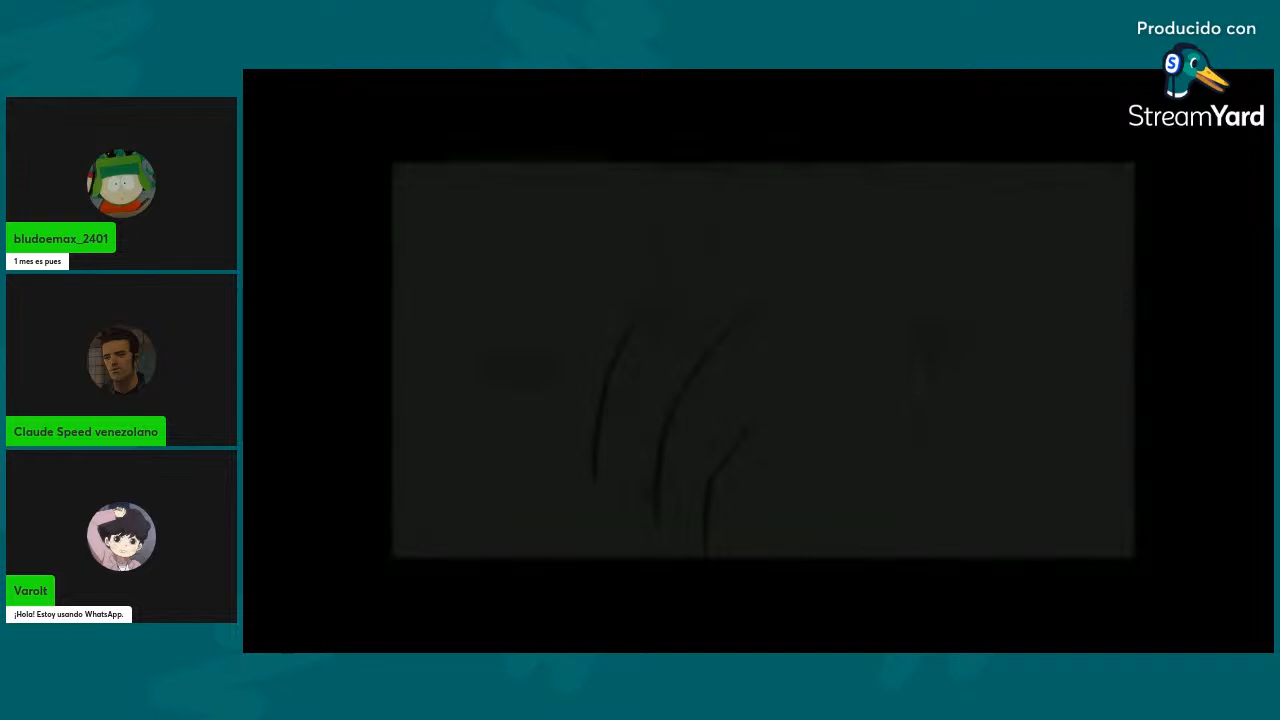 Producido con
S
StreamYard
bludoemax_2401
1 mes es pues
Claude Speed venezolano
Varolt
¡Hola! Estoy usando WhatsApp.